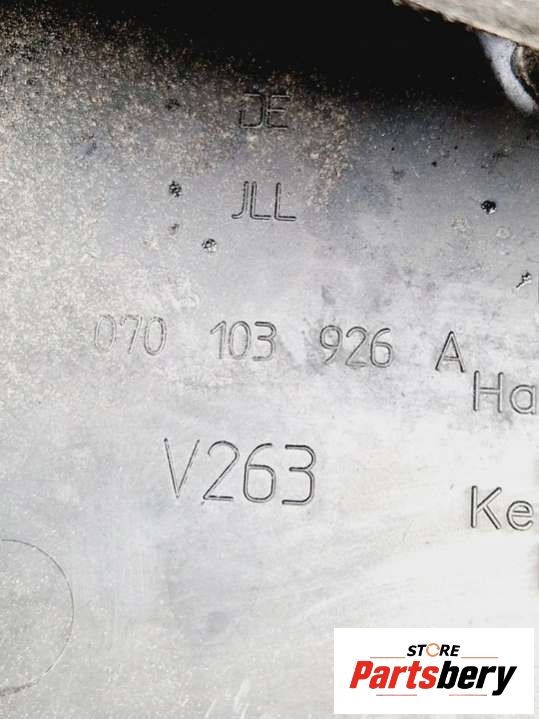 DE
JLL
070 103 926 A
Ha
V263
Ke
STORE
Partsbery